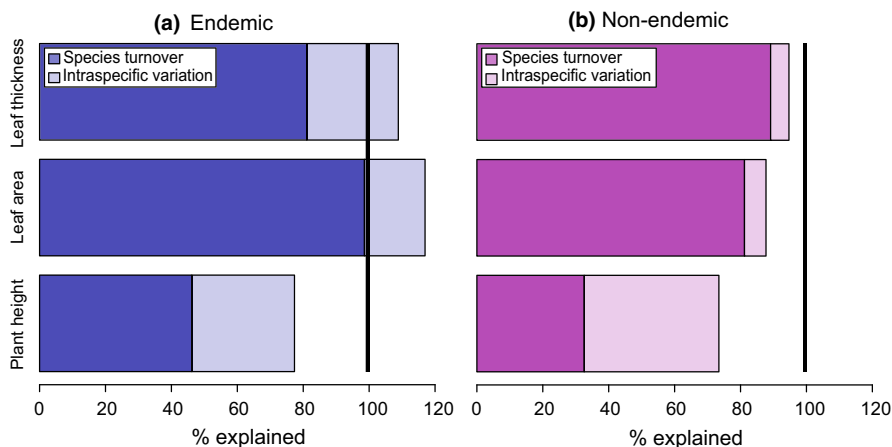 (a) Endemic
Species turnover
Intraspecific variation
Leaf thickness
Leaf area
Plant height
0 20 40 60 80 100 120
% explained
(b) Non-endemic
Species turnover
Intraspecific variation
0 20 40 60 80 100 120
% explained